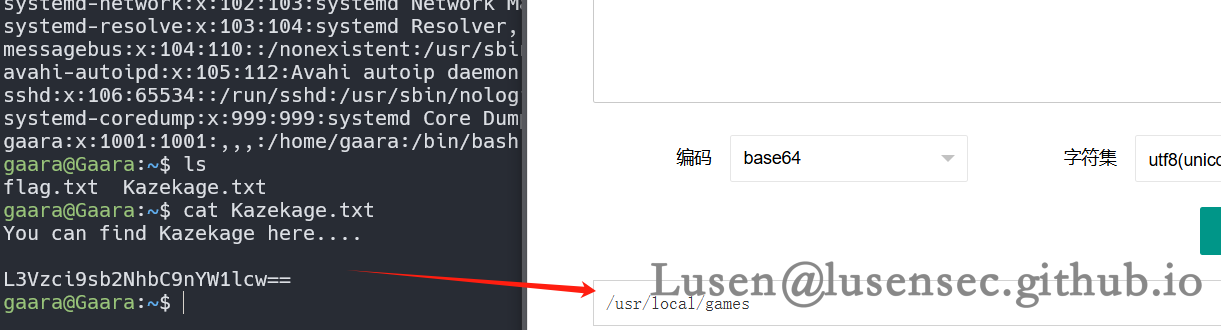 systemd-network:x:102:103:systemd Network Ma
systemd-resolve:x:103:104:systemd Resolver,
messagebus:x:104:110::/nonexistent:/usr/sbin
avahi-autoipd:x:105:112:Avahi autoip daemon
sshd:x:106:65534::/run/sshd:/usr/sbin/nolog
systemd-coredump:x:999:999:systemd Core Dump
gaara:x:1001:1001:,,,:/home/gaara:/bin/bash
gaara@Gaara:~$ ls
flag.txt  Kazekage.txt
gaara@Gaara:~$ cat Kazekage.txt
You can find Kazekage here....
L3Vzci9sb2NhbC9nYW1lcw==
gaara@Gaara:~$
编码 base64 字符集 utf8(unico
Lusen@lusensec.github.io
/usr/local/games